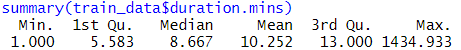 summary(train_data$duration.mins)
Min. 1st Qu. Median Mean 3rd Qu. Max.
1.000 5.583 8.667 10.252 13.000 1434.933